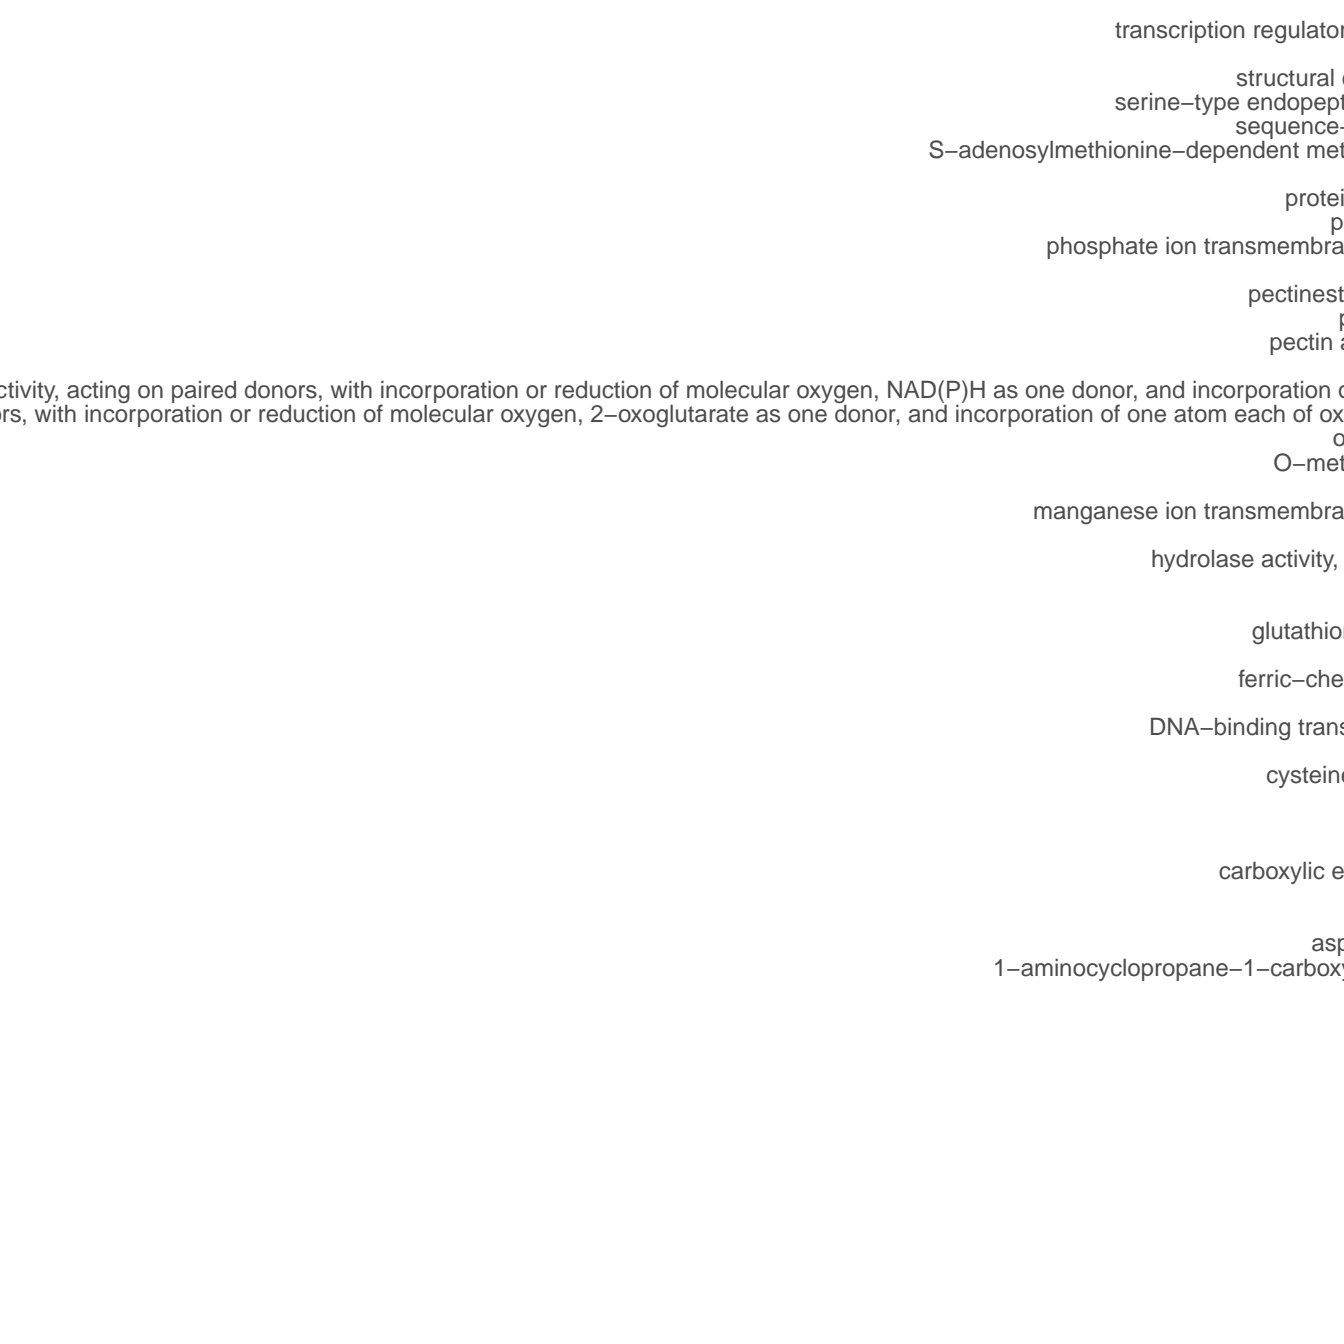 transcription regulator
structural
serine−type endopept
sequence-
S−adenosylmethionine−dependent met
protei
p
phosphate ion transmembra
pectinest
p
pectin
ctivity, acting on paired donors, with incorporation or reduction of molecular oxygen, NAD(P)H as one donor, and incorporation
rs, with incorporation or reduction of molecular oxygen, 2−oxoglutarate as one donor, and incorporation of one atom each of ox
o
O−met
manganese ion transmembra
hydrolase activity,
glutathio
ferric−che
DNA−binding trans
cysteine
carboxylic e
asp
1−aminocyclopropane−1−carboxy